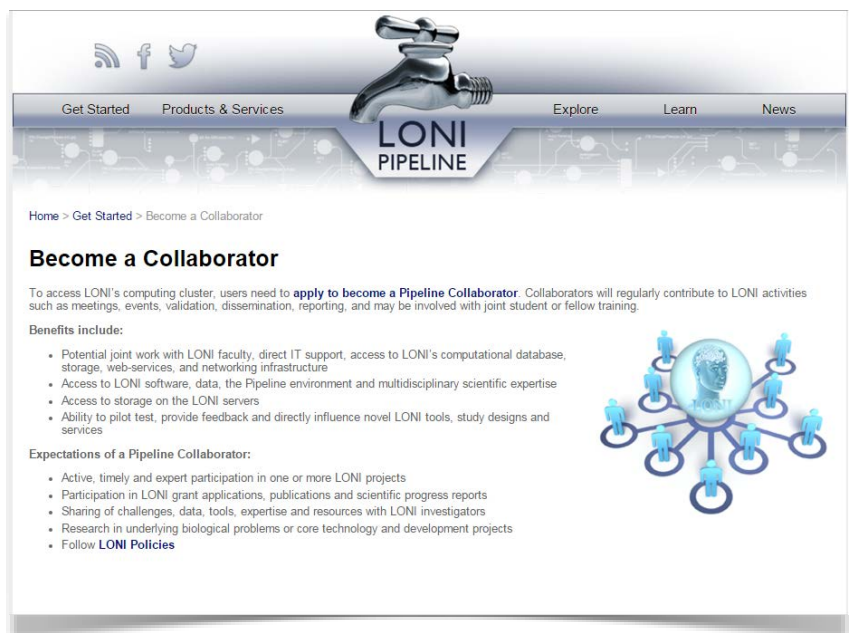 Get Started Products & Services Explore Learn News
LONI
PIPELINE
Home > Get Started > Become a Collaborator
Become a Collaborator
To access LONI's computing cluster, users need to apply to become a Pipeline Collaborator. Collaborators will regularly contribute to LONI activities
such as meetings, events, validation, dissemination, reporting, and may be involved with joint student or fellow training.
Benefits include:
• Potential joint work with LONI faculty, direct IT support, access to LONI's computational database,
storage, web-services, and networking infrastructure
• Access to LONI software, data, the Pipeline environment and multidisciplinary scientific expertise
• Access to storage on the LONI servers
• Ability to pilot test, provide feedback and directly influence novel LONI tools, study designs and
services
LONI
Expectations of a Pipeline Collaborator:
• Active, timely and expert participation in one or more LONI projects
• Participation in LONI grant applications, publications and scientific progress reports
• Sharing of challenges, data, tools, expertise and resources with LONI investigators
• Research in underlying biological problems or core technology and development projects
• Follow LONI Policies